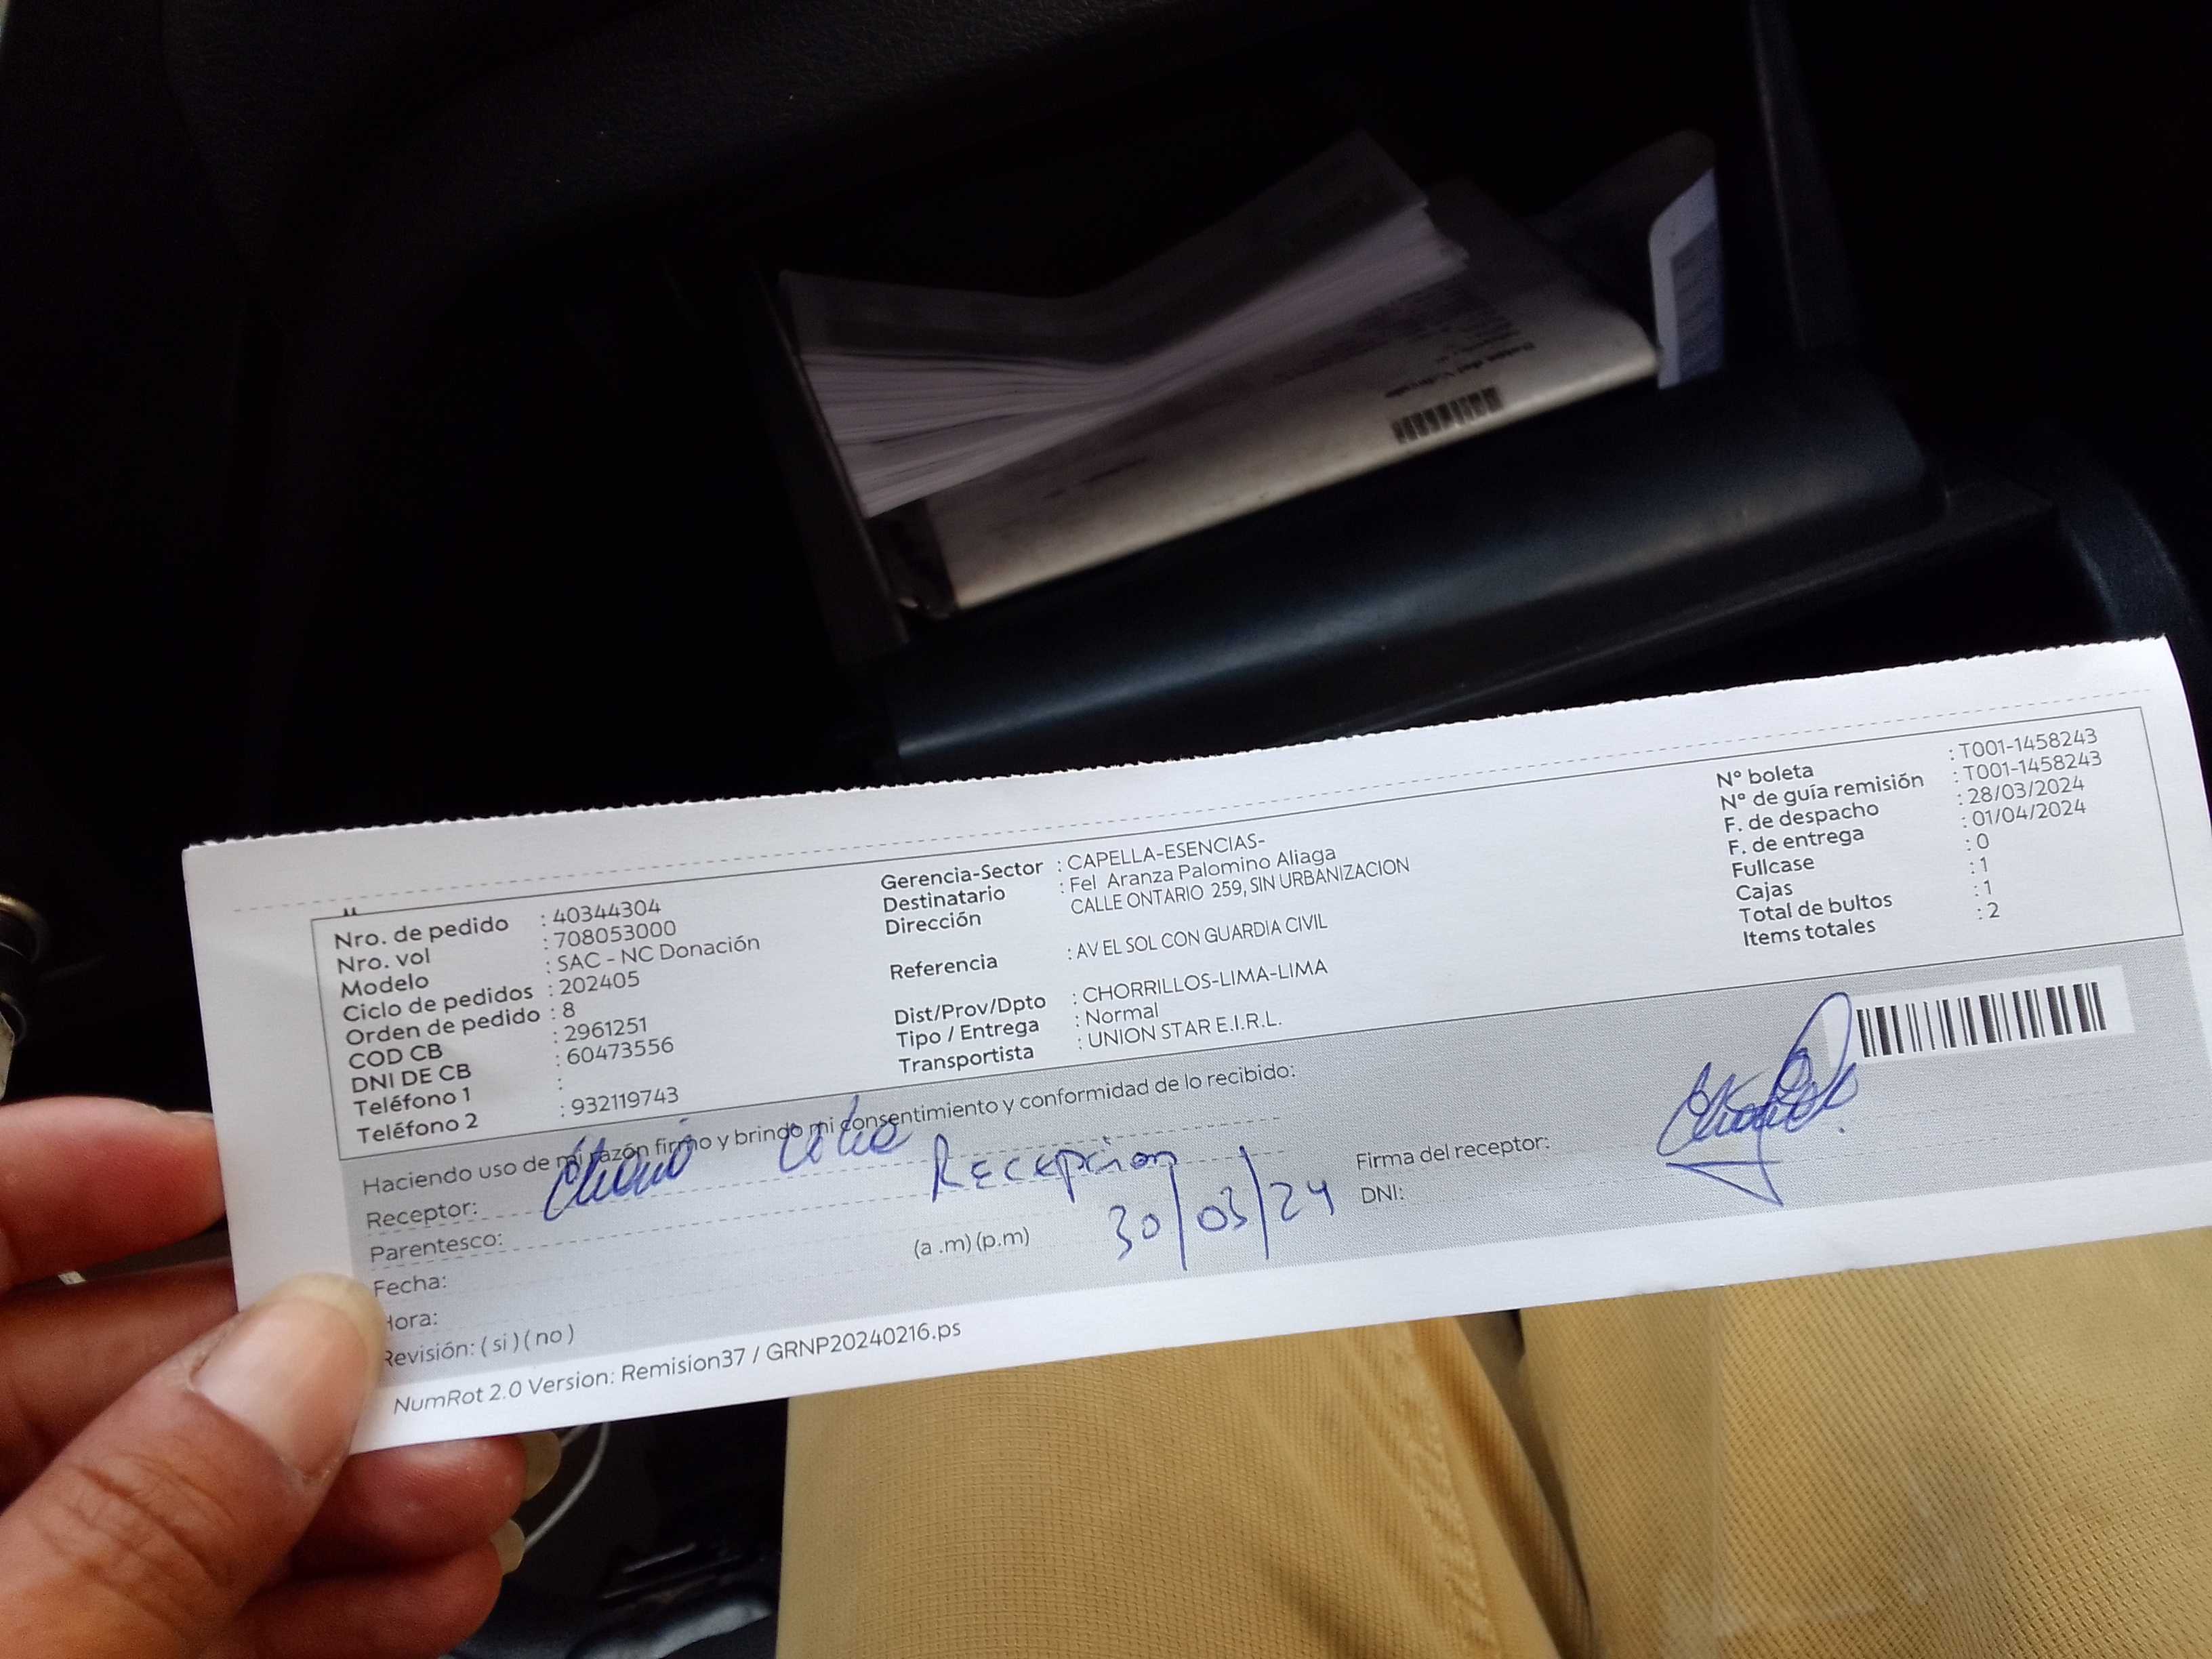 Nro. de pedido : 40344304
Nro. vol : 708053000
Modelo : SAC - NC Donación
Ciclo de pedidos : 202405
Orden de pedido : 8
COD CB : 2961251
DNI DE CB : 60473556
Teléfono 1 :
Teléfono 2 : 932119743
Gerencia-Sector : CAPELLA-ESENCIAS-
Destinatario : Fel Aranza Palomino Aliaga
Dirección CALLE ONTARIO 259, SIN URBANIZACION
Referencia : AV EL SOL CON GUARDIA CIVIL
Dist/Prov/Dpto : CHORRILLOS-LIMA-LIMA
Tipo / Entrega : Normal
Transportista : UNION STAR E.I.R.L.
N° boleta : T001-1458243
N° de guía remisión : T001-1458243
F. de despacho : 28/03/2024
F. de entrega : 01/04/2024
Fullcase : 0
Cajas : 1
Total de bultos : 1
Items totales : 2
Haciendo uso de mi razón firmo y brindo mi consentimiento y conformidad de lo recibido:
Receptor:
Recepcion
Parentesco:
Fecha:
30/03/24
Hora: (a .m) (p.m)
Revisión: ( si ) ( no )
Firma del receptor:
DNI:
NumRot 2.0 Version: Remision37 / GRNP20240216.ps